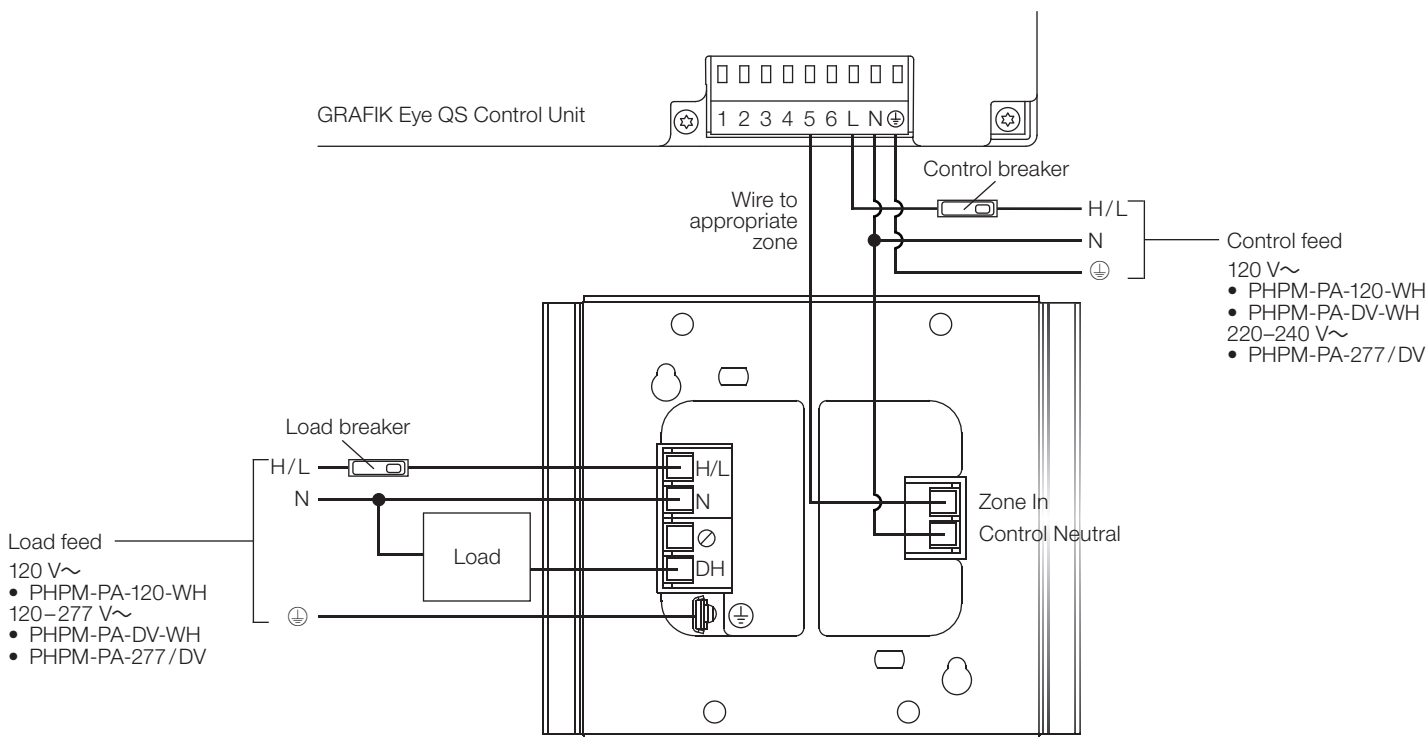 GRAFIK Eye QS Control Unit
1 2 3 4 5 6 L N ⏚
Control breaker
Wire to
appropriate
zone
H/L
N
⏚
Control feed
120 V~
• PHPM-PA-120-WH
• PHPM-PA-DV-WH
220–240 V~
• PHPM-PA-277/DV
Load breaker
H/L
N
Load feed
120 V~
• PHPM-PA-120-WH
120–277 V~
• PHPM-PA-DV-WH
• PHPM-PA-277/DV
⏚
Load
H/L
N
⊘
DH
⏚
Zone In
Control Neutral